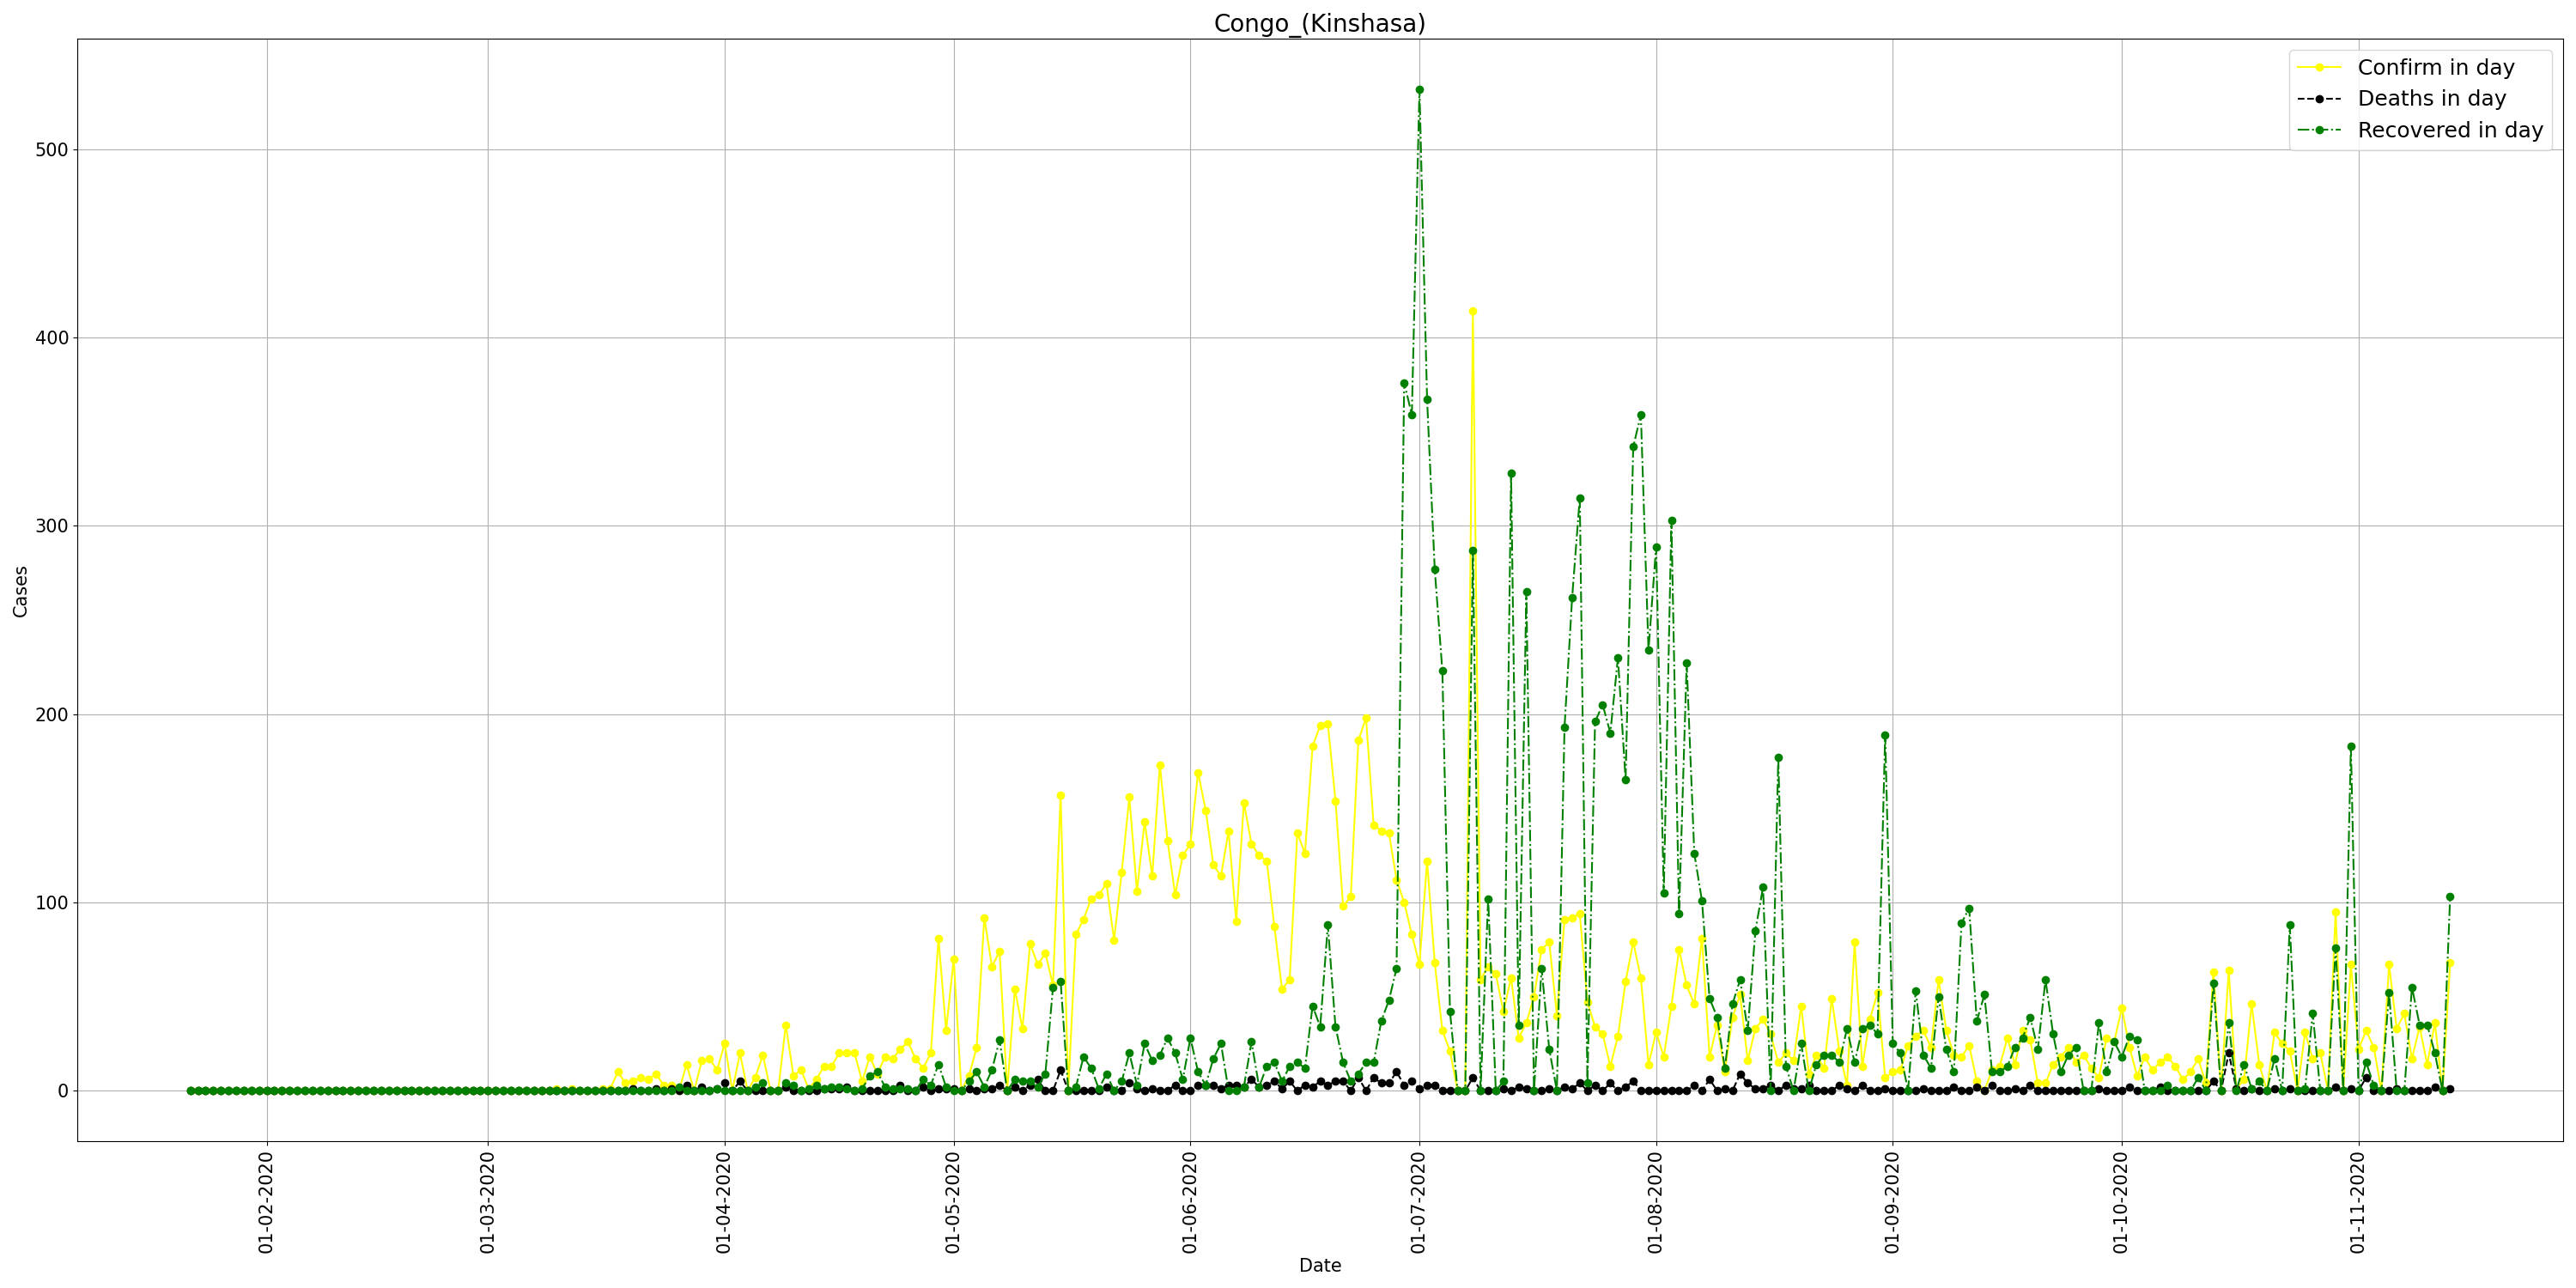 Congo_(Kinshasa)
Confirm in day
Deaths in day
Recovered in day
500
400
300
200
100
0
Cases
01-02-2020
01-03-2020
01-04-2020
01-05-2020
01-06-2020
01-07-2020
01-08-2020
01-09-2020
01-10-2020
01-11-2020
Date